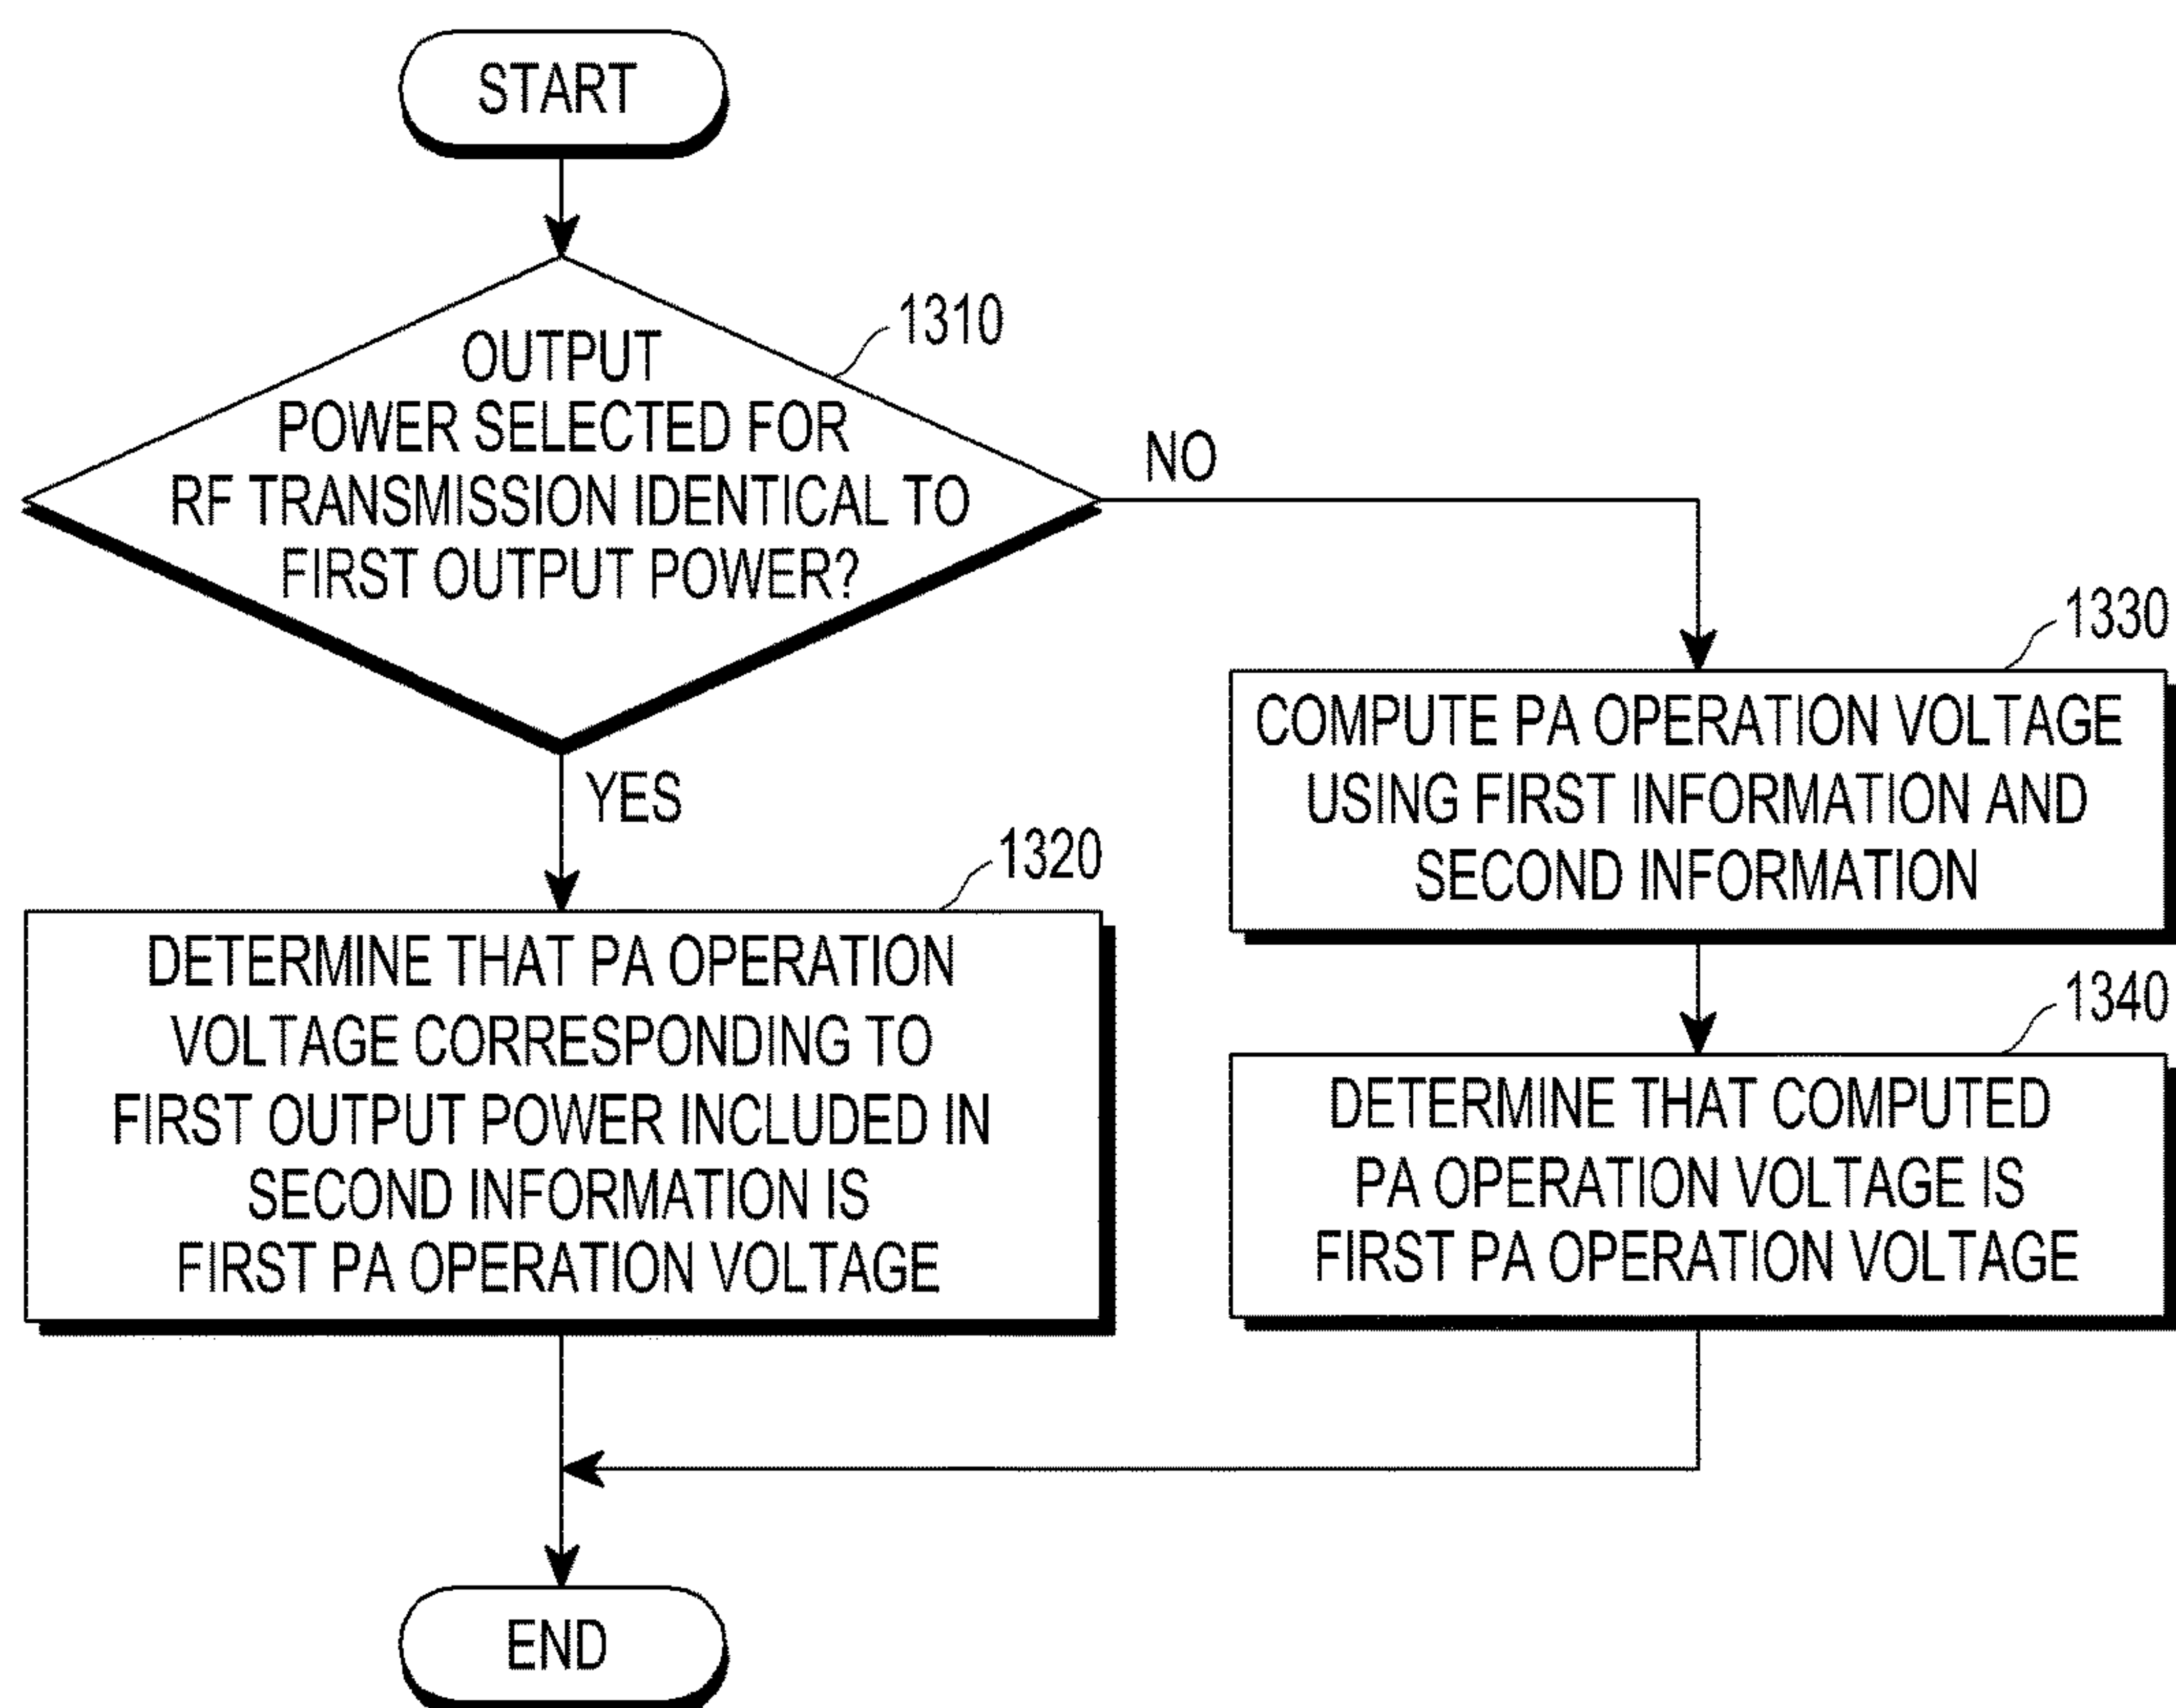 START
1310
OUTPUT
POWER SELECTED FOR
RF TRANSMISSION IDENTICAL TO
FIRST OUTPUT POWER?
NO
YES
1320
DETERMINE THAT PA OPERATION
VOLTAGE CORRESPONDING TO
FIRST OUTPUT POWER INCLUDED IN
SECOND INFORMATION IS
FIRST PA OPERATION VOLTAGE
1330
COMPUTE PA OPERATION VOLTAGE
USING FIRST INFORMATION AND
SECOND INFORMATION
1340
DETERMINE THAT COMPUTED
PA OPERATION VOLTAGE IS
FIRST PA OPERATION VOLTAGE
END